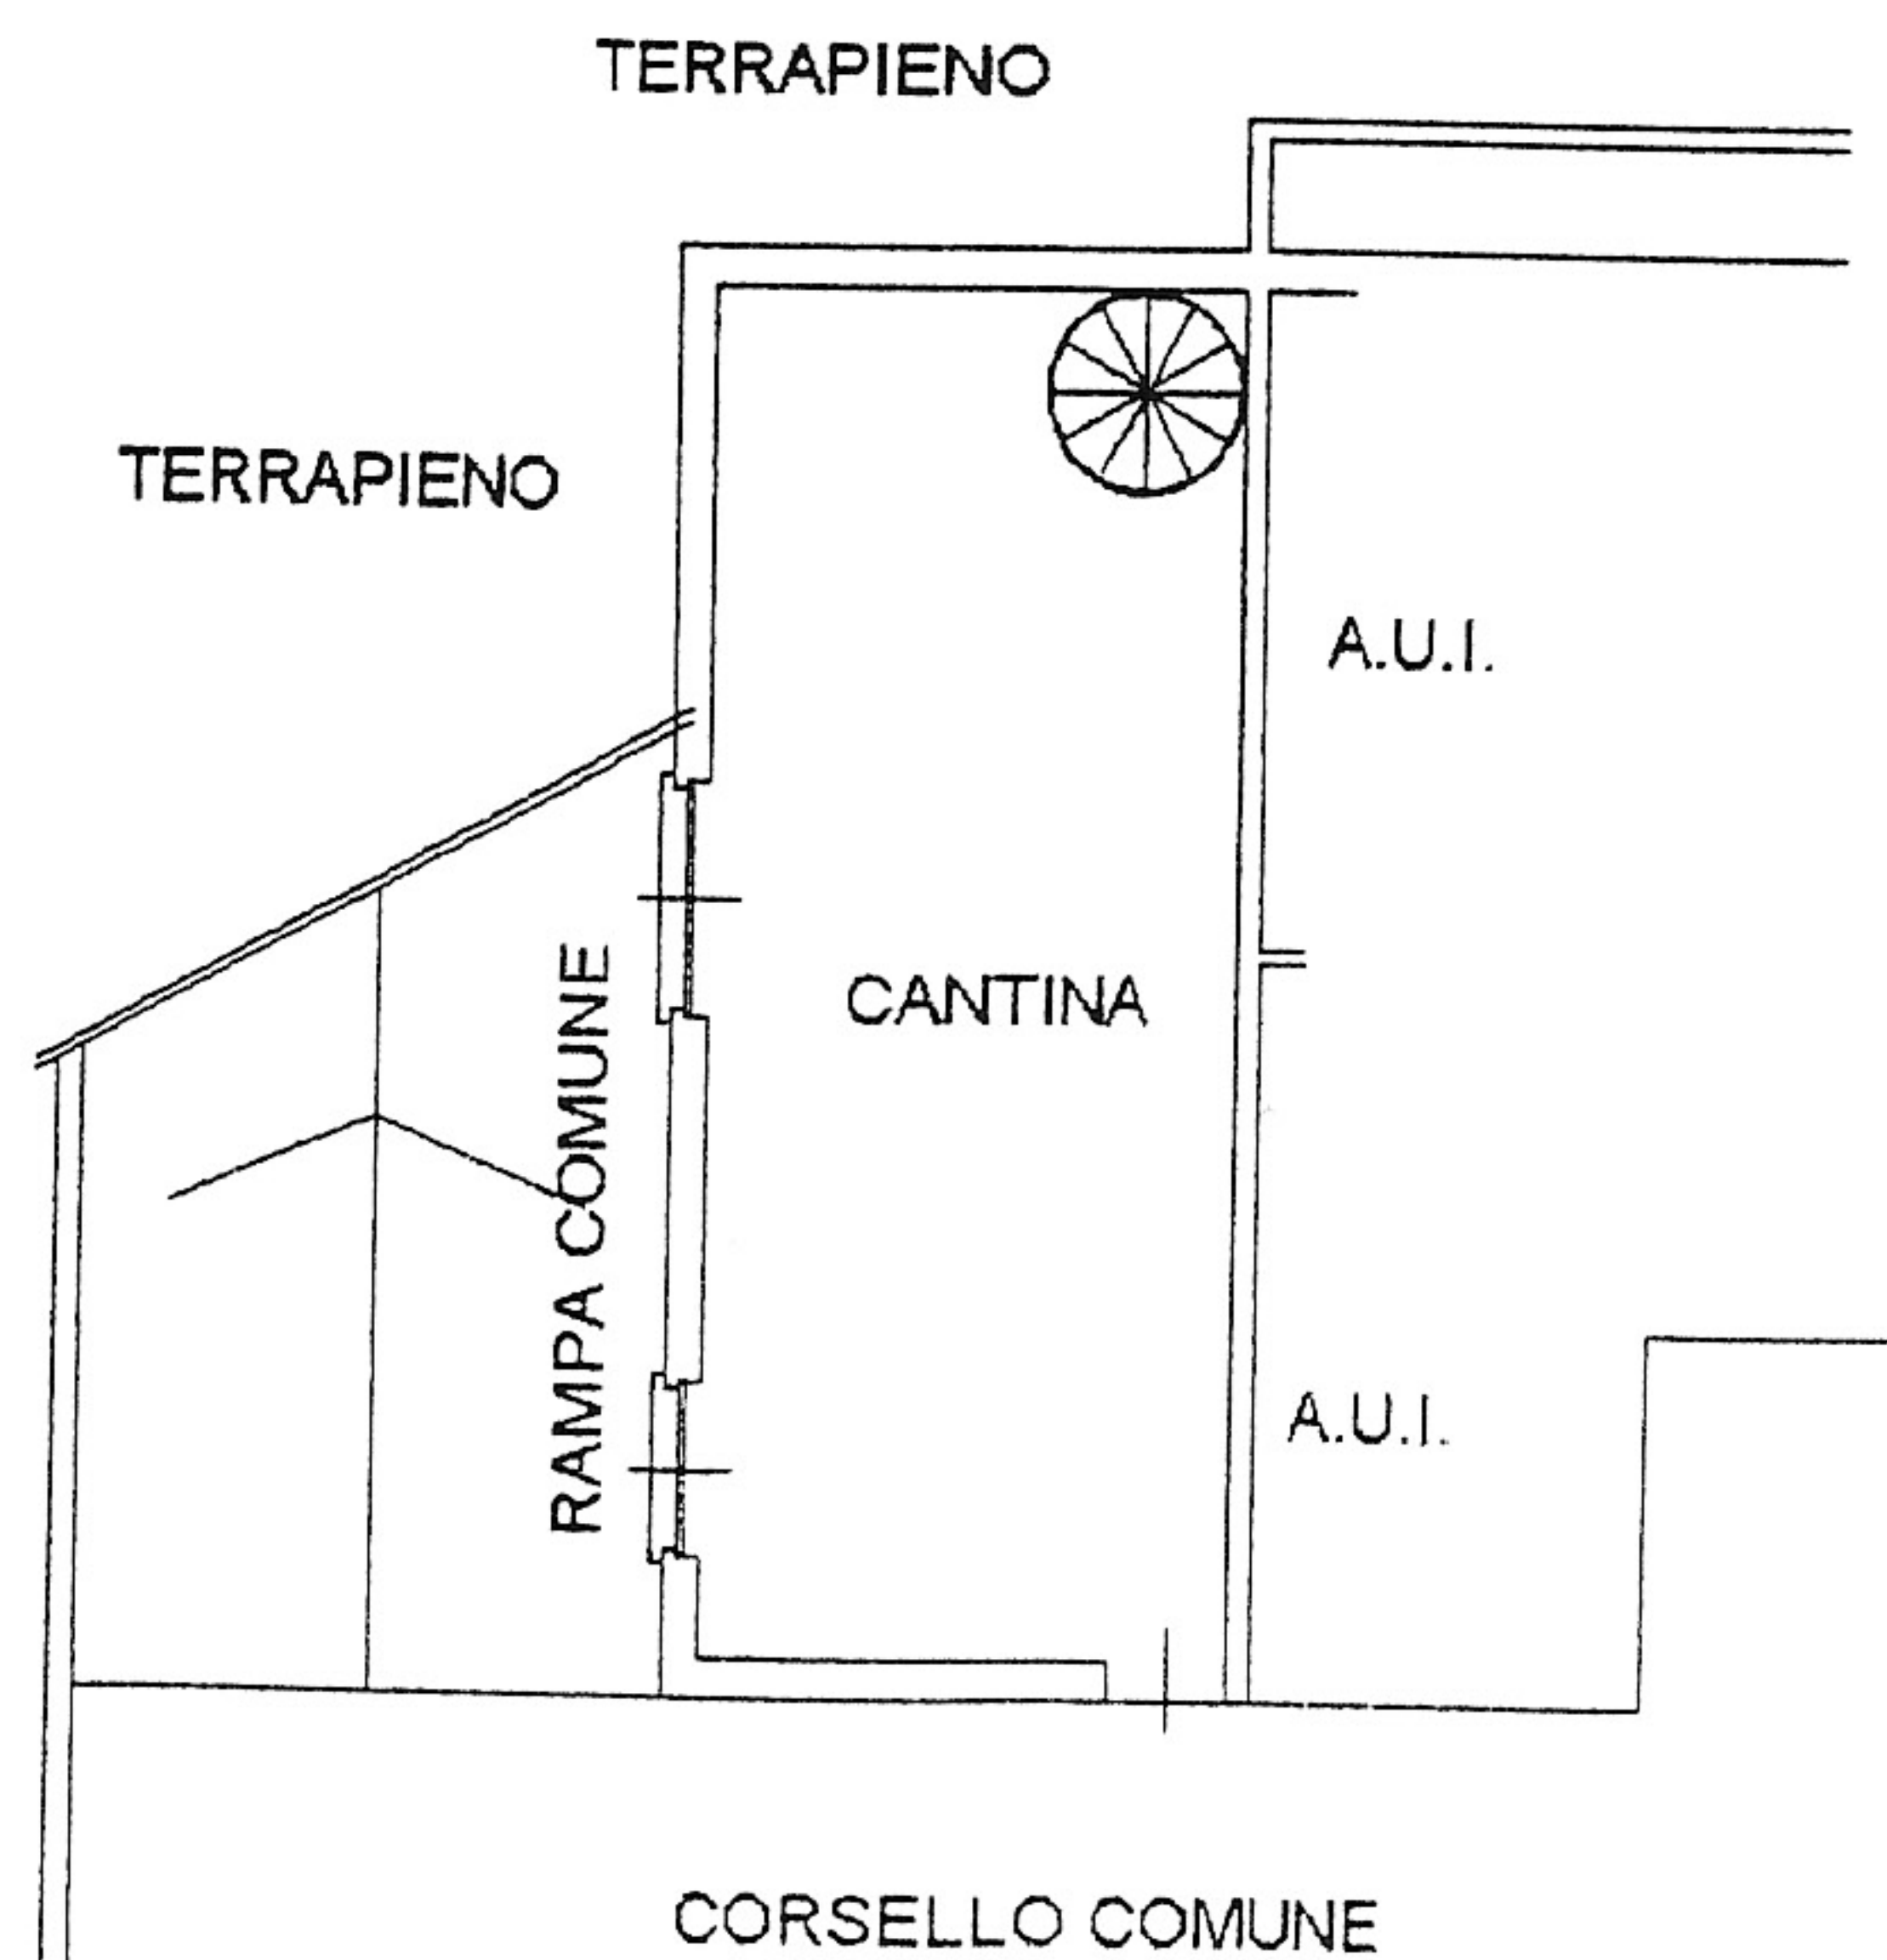 TERRAPIENO
TERRAPIENO
A.U.I.
CANTINA
RAMPA COMUNE
A.U.I.
CORSELLO COMUNE